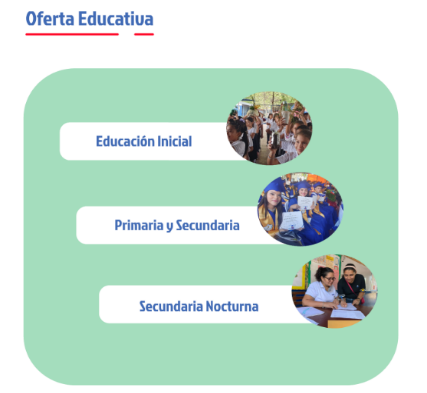 Oferta Educativa
Educación Inicial
Primaria y Secundaria
Secundaria Nocturna